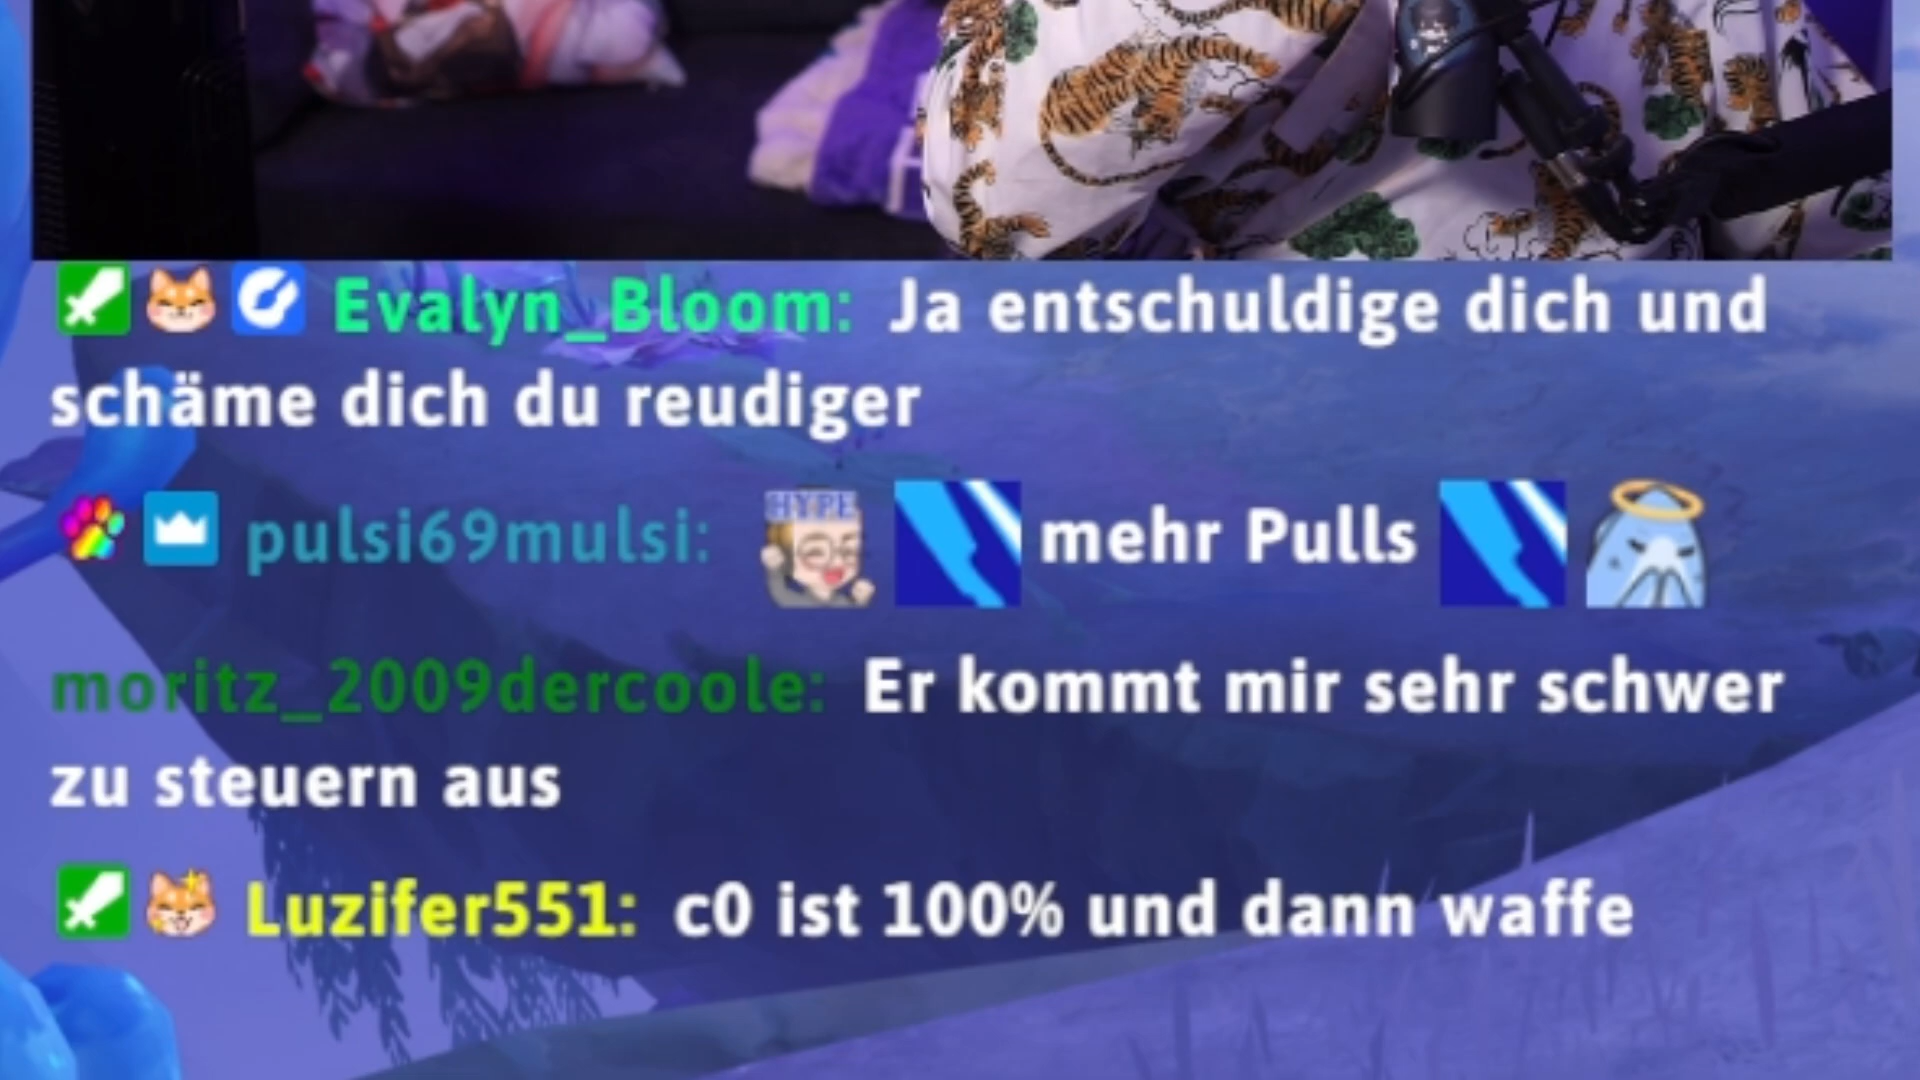 Evalyn_Bloom: Ja entschuldige dich und
schäme dich du reudiger
pulsi69mulsi: HYPE mehr Pulls
moritz_2009dercoole: Er kommt mir sehr schwer
zu steuern aus
Luzifer551: c0 ist 100% und dann waffe